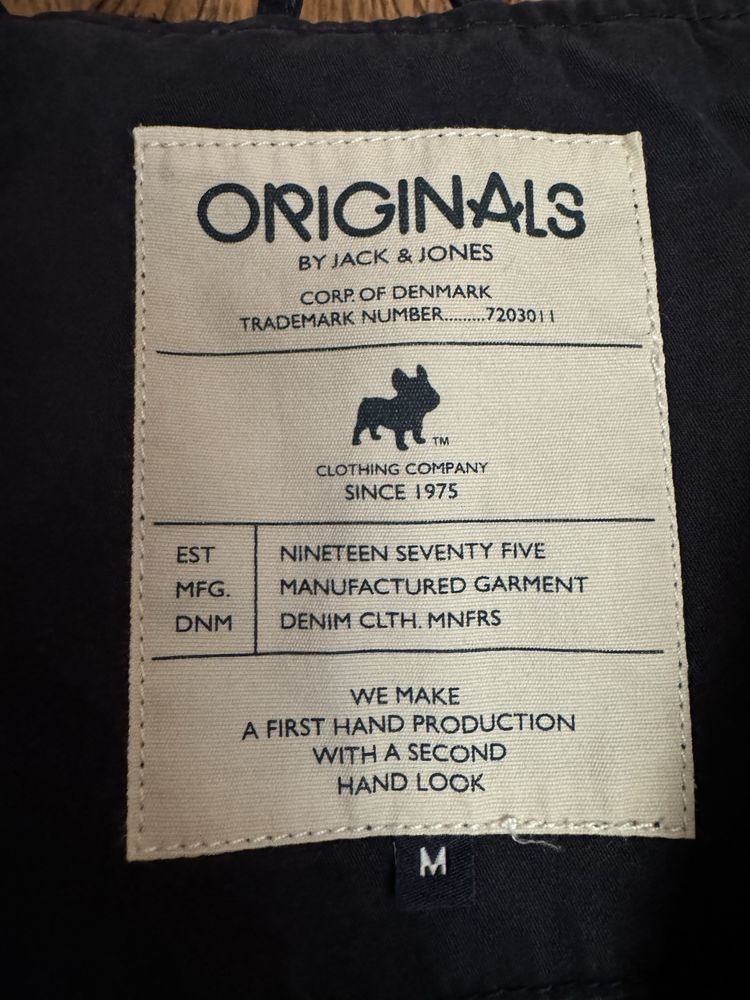 ORIGINALS
BY JACK & JONES
CORP. OF DENMARK
TRADEMARK NUMBER.........7203011
TM
CLOTHING COMPANY
SINCE 1975
EST NINETEEN SEVENTY FIVE
MFG. MANUFACTURED GARMENT
DNM DENIM CLTH. MNFRS
WE MAKE
A FIRST HAND PRODUCTION
WITH A SECOND
HAND LOOK
M